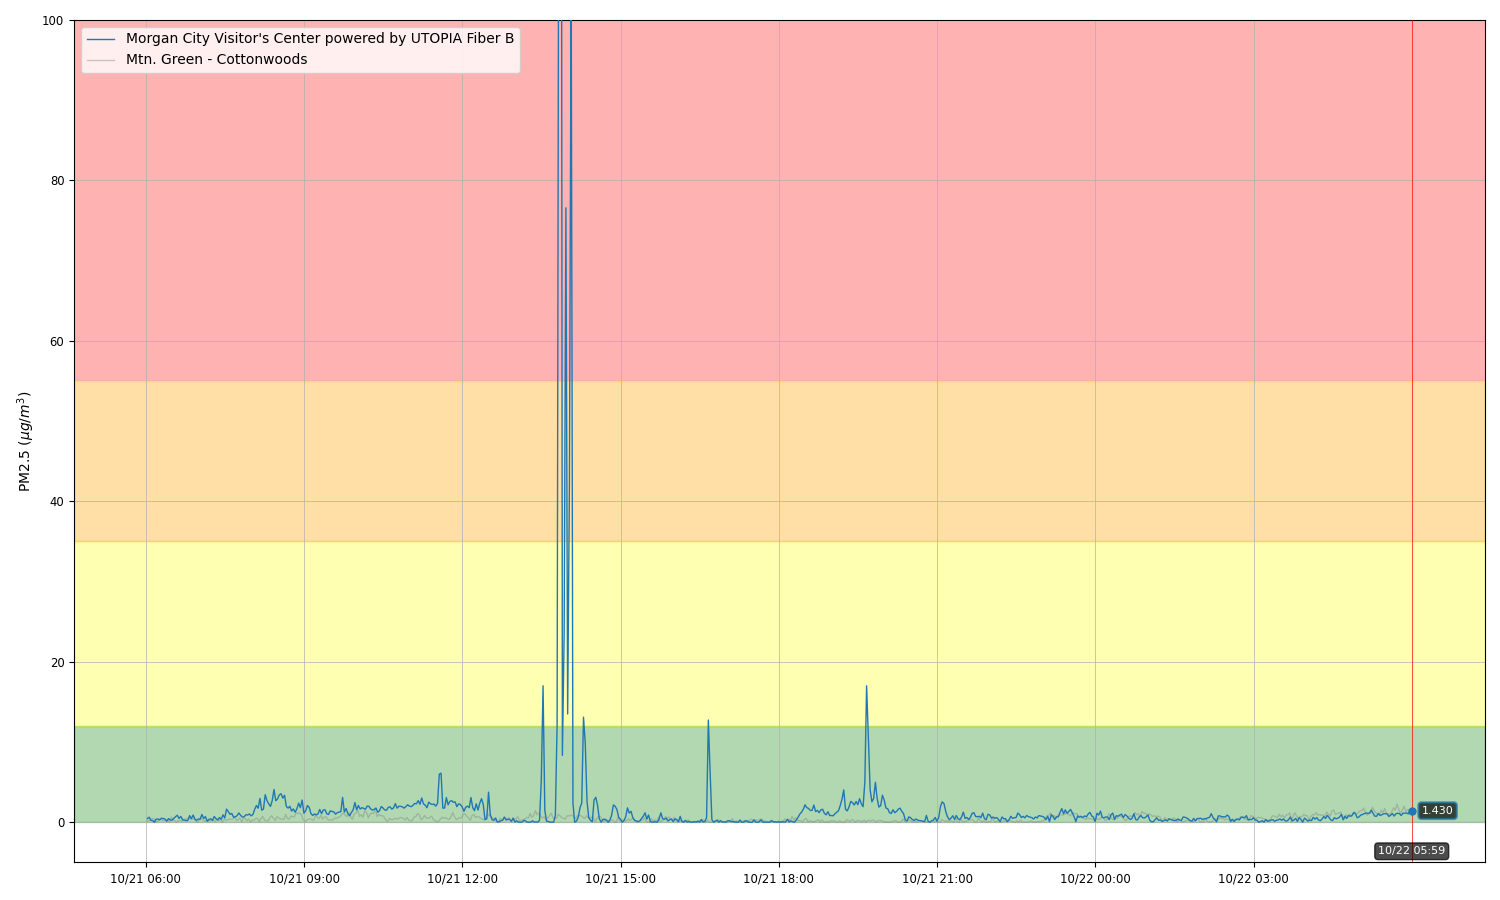 100
Morgan City Visitor's Center powered by UTOPIA Fiber B
Mtn. Green - Cottonwoods
80
60
PM2.5 (μg/m³)
40
20
1.430
0
10/22 05:59
10/21 06:00 10/21 09:00 10/21 12:00 10/21 15:00 10/21 18:00 10/21 21:00 10/22 00:00 10/22 03:00